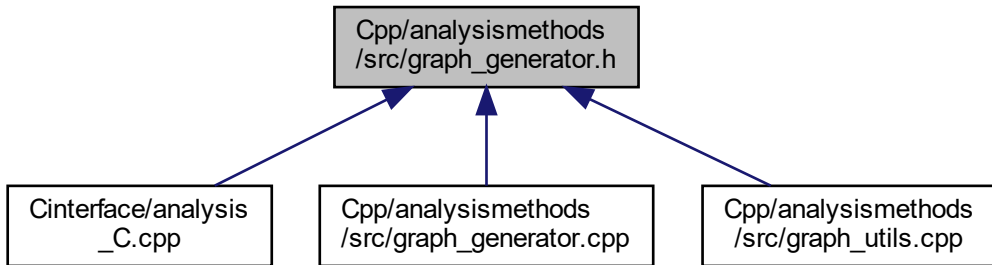 Cpp/analysismethods
/src/graph_generator.h
Cinterface/analysis
_C.cpp
Cpp/analysismethods
/src/graph_generator.cpp
Cpp/analysismethods
/src/graph_utils.cpp